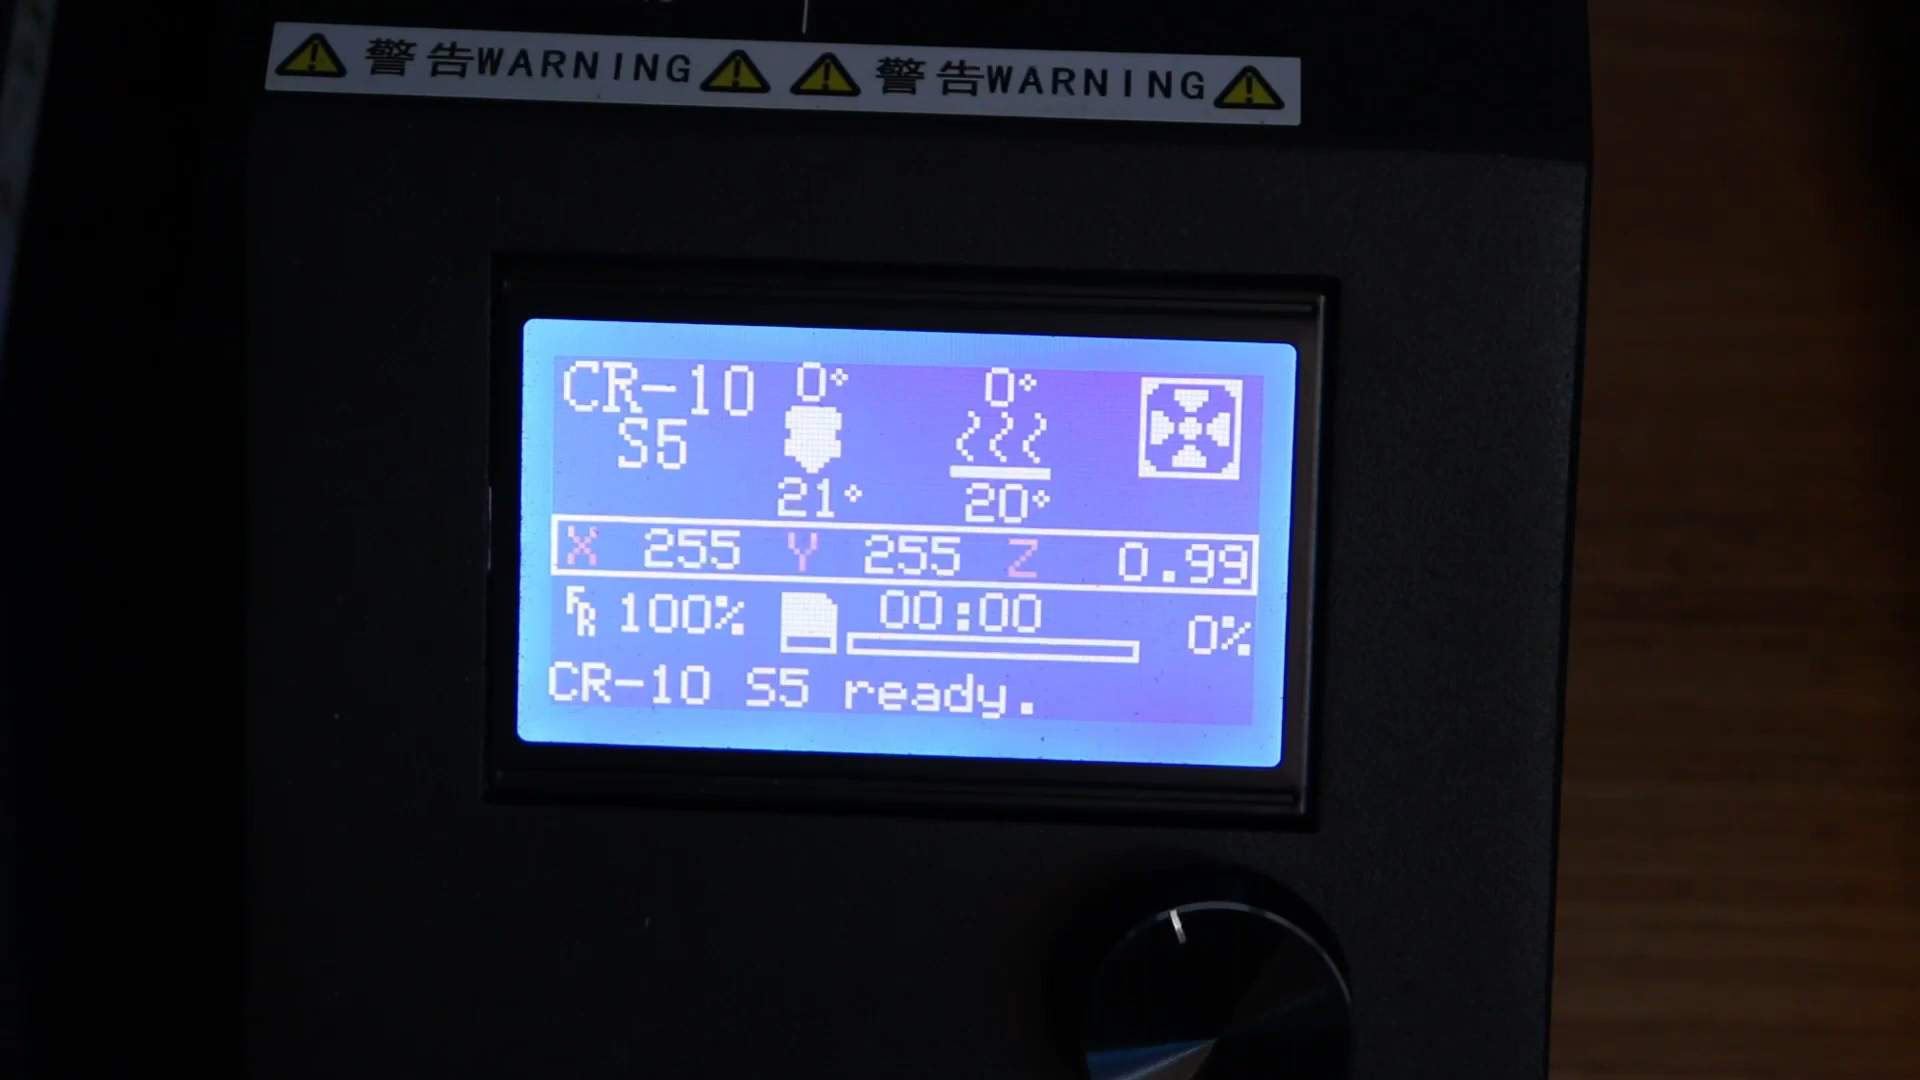 警告WARNING 警告WARNING
CR-10 0° 0°
S5
21° 20°
X 255 Y 255 Z 0.99
FR 100% 00:00 0%
CR-10 S5 ready.